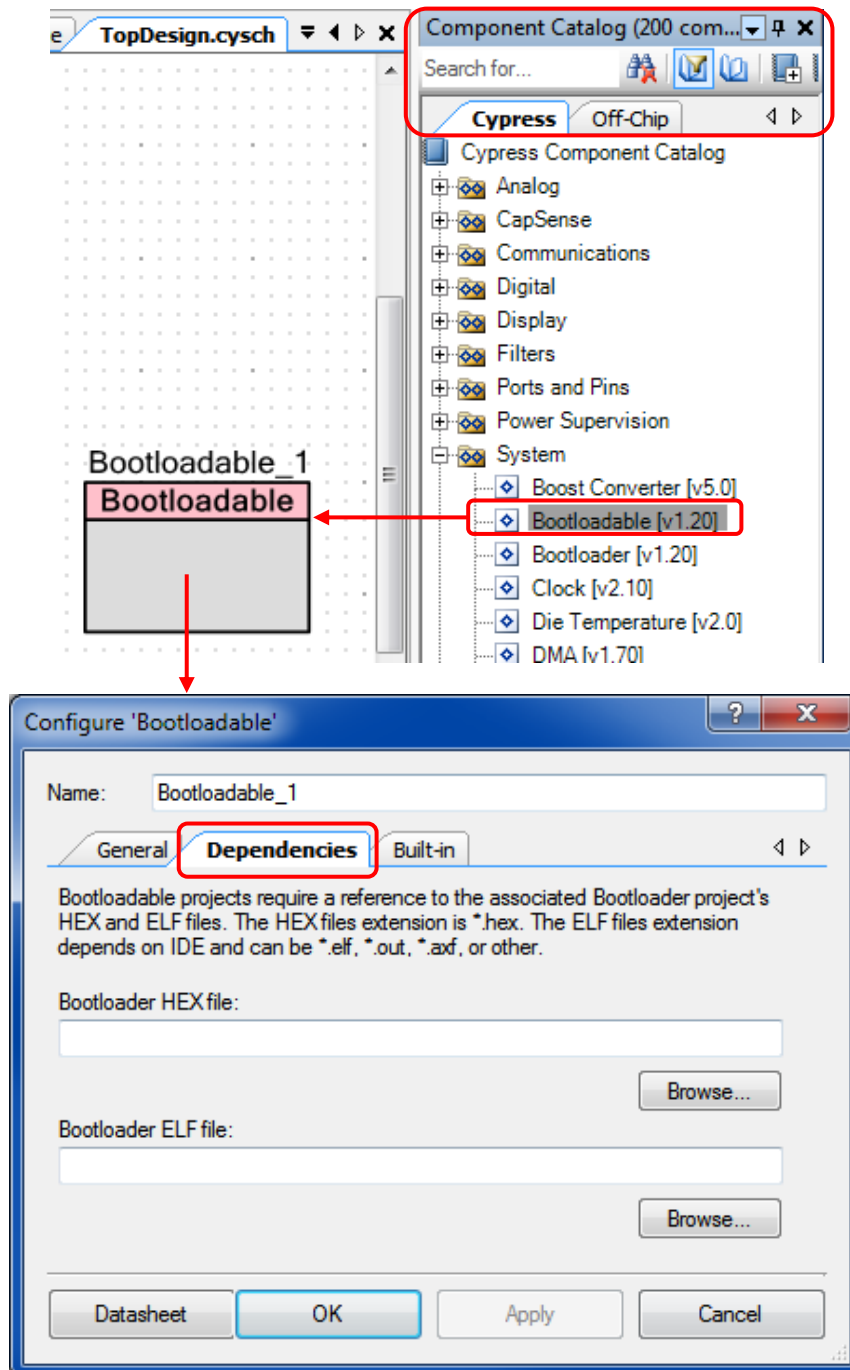 e
TopDesign.cysch
Component Catalog (200 com...
Search for...
Cypress
Off-Chip
Cypress Component Catalog
Analog
CapSense
Communications
Digital
Display
Filters
Ports and Pins
Power Supervision
System
Boost Converter [v5.0]
Bootloadable [v1.20]
Bootloader [v1.20]
Clock [v2.10]
Die Temperature [v2.0]
DMA [v1.70]
Bootloadable_1
Bootloadable
Configure 'Bootloadable'
Name:
Bootloadable_1
General
Dependencies
Built-in
Bootloadable projects require a reference to the associated Bootloader project's
HEX and ELF files. The HEX files extension is *.hex. The ELF files extension
depends on IDE and can be *.elf, *.out, *.axf, or other.
Bootloader HEX file:
Browse...
Bootloader ELF file:
Browse...
Datasheet
OK
Apply
Cancel